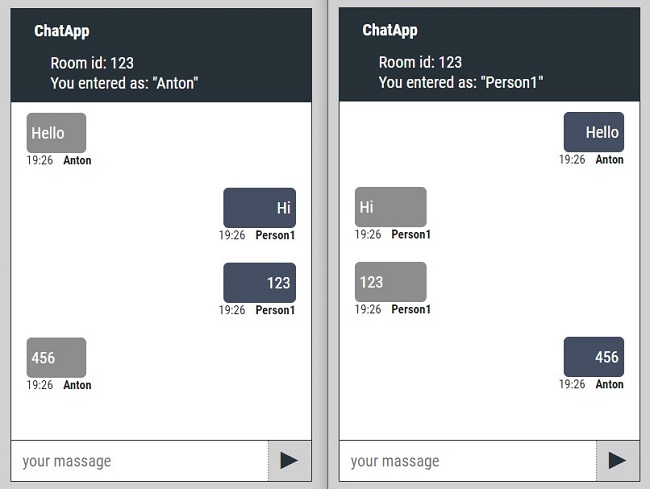 ChatApp
Room id: 123
You entered as: "Anton"
Hello
19:26 Anton
Hi
19:26 Person1
123
19:26 Person1
456
19:26 Anton
your massage
ChatApp
Room id: 123
You entered as: "Person1"
Hello
19:26 Anton
Hi
19:26 Person1
123
19:26 Person1
456
19:26 Anton
your massage